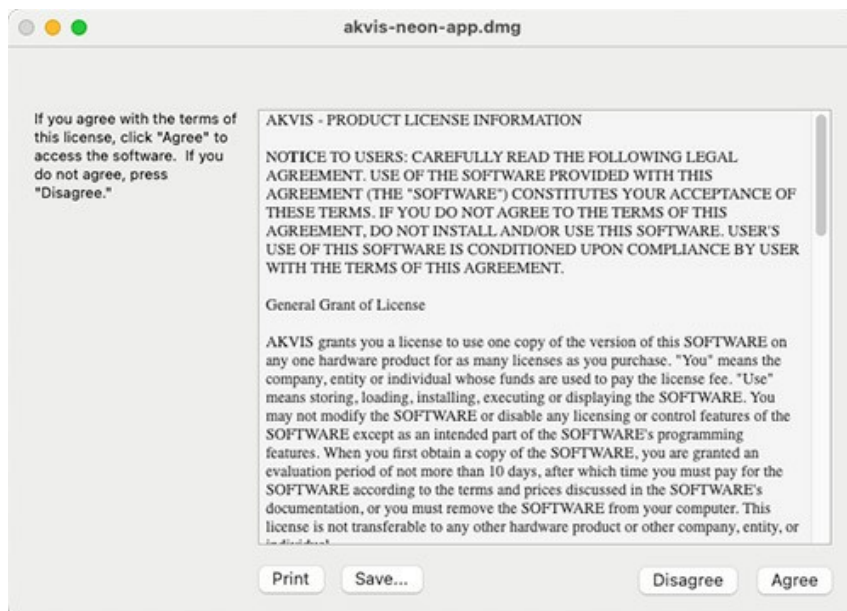 akvis-neon-app.dmg
If you agree with the terms of
this license, click "Agree" to
access the software.  If you
do not agree, press
"Disagree."
AKVIS - PRODUCT LICENSE INFORMATION
NOTICE TO USERS: CAREFULLY READ THE FOLLOWING LEGAL
AGREEMENT. USE OF THE SOFTWARE PROVIDED WITH THIS
AGREEMENT (THE "SOFTWARE") CONSTITUTES YOUR ACCEPTANCE OF
THESE TERMS. IF YOU DO NOT AGREE TO THE TERMS OF THIS
AGREEMENT, DO NOT INSTALL AND/OR USE THIS SOFTWARE. USER'S
USE OF THIS SOFTWARE IS CONDITIONED UPON COMPLIANCE BY USER
WITH THE TERMS OF THIS AGREEMENT.
General Grant of License
AKVIS grants you a license to use one copy of the version of this SOFTWARE on
any one hardware product for as many licenses as you purchase. "You" means the
company, entity or individual whose funds are used to pay the license fee. "Use"
means storing, loading, installing, executing or displaying the SOFTWARE. You
may not modify the SOFTWARE or disable any licensing or control features of the
SOFTWARE except as an intended part of the SOFTWARE's programming
features. When you first obtain a copy of the SOFTWARE, you are granted an
evaluation period of not more than 10 days, after which time you must pay for the
SOFTWARE according to the terms and prices discussed in the SOFTWARE's
documentation, or you must remove the SOFTWARE from your computer. This
license is not transferable to any other hardware product or other company, entity, or
Print
Save...
Disagree
Agree